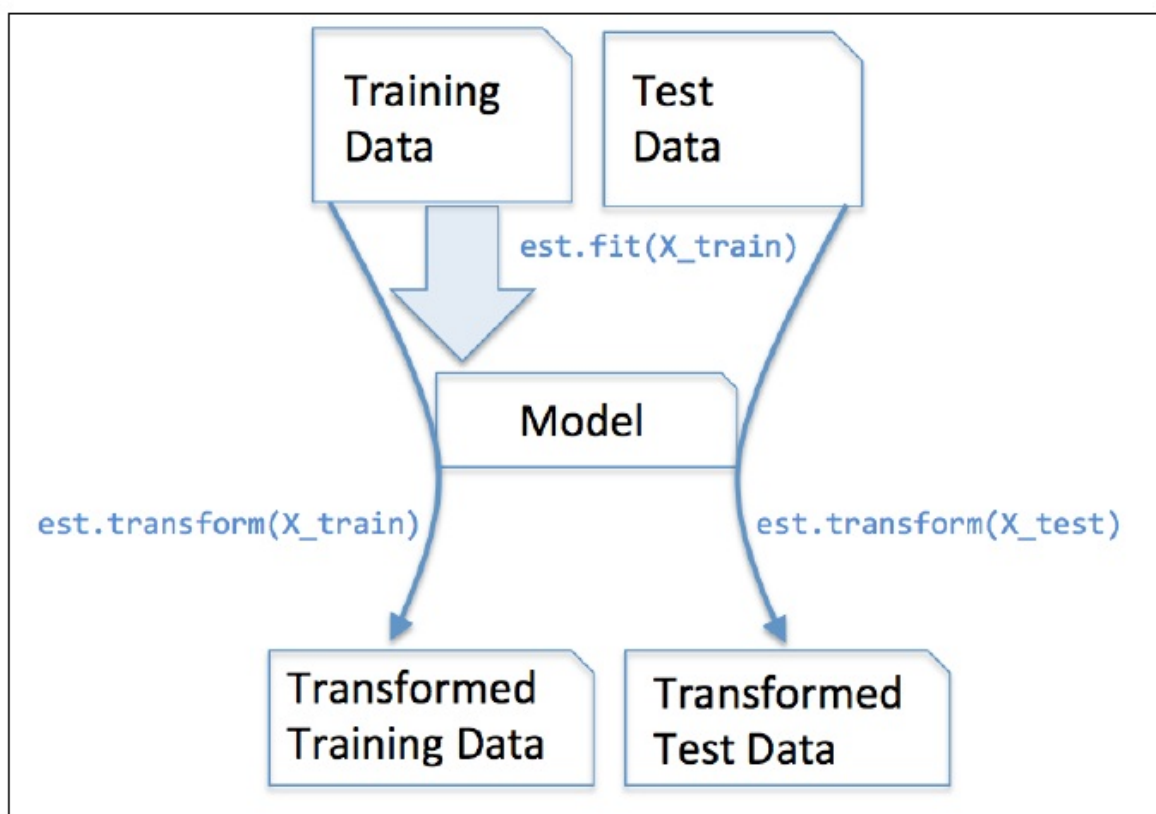 Training
Data
Test
Data
est.fit(X_train)
Model
est.transform(X_train)
est.transform(X_test)
Transformed
Training Data
Transformed
Test Data